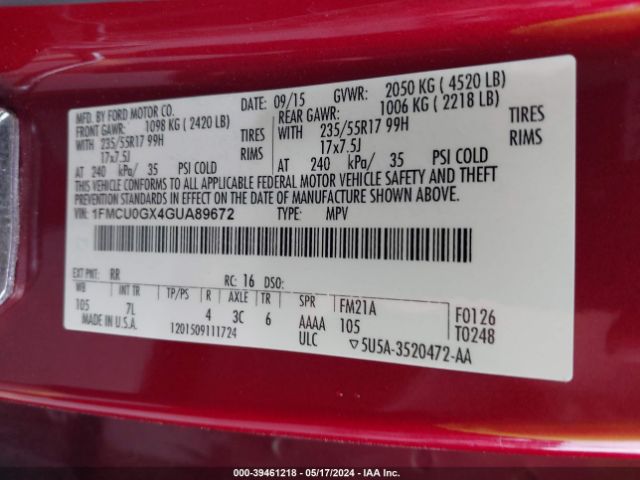 MFD. BY FORD MOTOR CO.
09/15 GVWR: 2050 KG ( 4520 LB)
FRONT GAWR: 1098 KG ( 2420 LB)
REAR GAWR: 1006 KG ( 2218 LB)
WITH 235/55R17 99H TIRES
WITH 235/55R17 99H TIRES
17x7.5J RIMS
17x7.5J RIMS
AT 240 kPa/ 35 PSI COLD
AT 240 kPa/ 35 PSI COLD
THIS VEHICLE CONFORMS TO ALL APPLICABLE FEDERAL MOTOR VEHICLE SAFETY AND THEFT
PREVENTION STANDARDS IN EFFECT ON THE DATE OF MANUFACTURE SHOWN ABOVE.
VIN: 1FMCU0GX4GUA89672 TYPE: MPV
EXT PNT: RR RC: 16 DSO:
WB INT TR TP/PS R AXLE TR SPR
105 7L 4 3C 6 AAAA
FM21A F0126
105 T0248
MADE IN U.S.A. 1201509111724 ULC 5U5A-3520472-AA
000-39461218 - 05/17/2024 - IAA Inc.